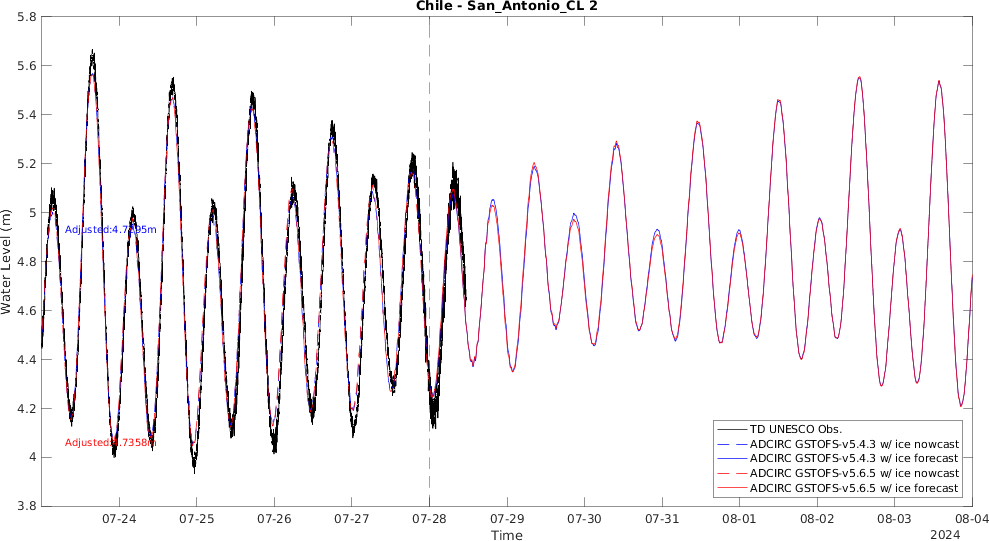 Chile - San_Antonio_CL 2
5.8
5.6
5.4
5.2
5
4.8
4.6
4.4
4.2
4
3.8
Water Level (m)
Adjusted:4.7395m
Adjusted:4.7358m
TD UNESCO Obs.
ADCIRC GSTOFS-v5.4.3 w/ ice nowcast
ADCIRC GSTOFS-v5.4.3 w/ ice forecast
ADCIRC GSTOFS-v5.6.5 w/ ice nowcast
ADCIRC GSTOFS-v5.6.5 w/ ice forecast
07-24 07-25 07-26 07-27 07-28 07-29 07-30 07-31 08-01 08-02 08-03 08-04
Time
2024